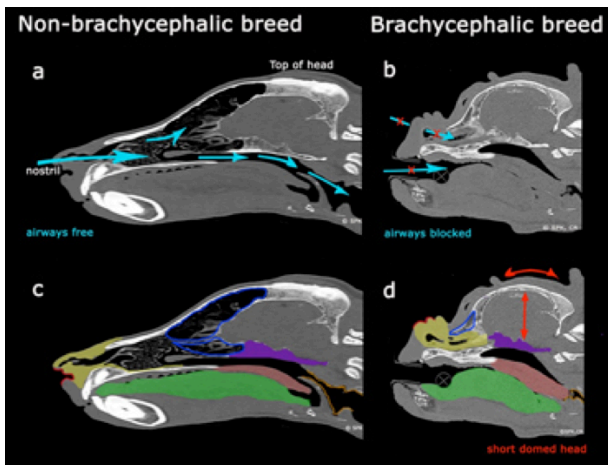 Non-brachycephalic breed
Brachycephalic breed
a
Top of head
b
nostril
airways free
airways blocked
c
d
short domed head